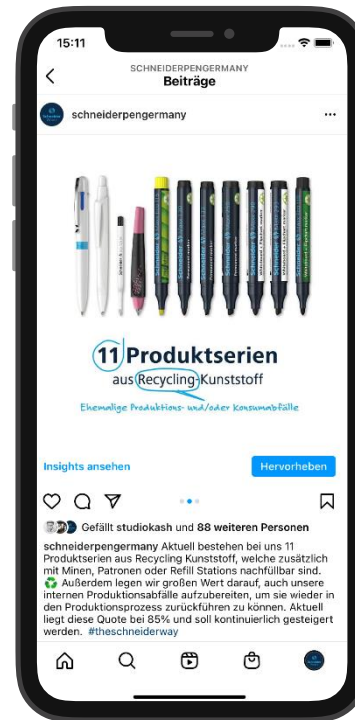 15:11
SCHNEIDERPENGERMANY
Beiträge
schneiderpengermany
11 Produktserien
aus Recycling-Kunststoff
Ehemalige Produktions- und/oder Konsumabfälle
Insights ansehen
Hervorheben
Gefällt studiokash und 88 weiteren Personen
schneiderpengermany Aktuell bestehen bei uns 11
Produktserien aus Recycling Kunststoff, welche zusätzlich
mit Minen, Patronen oder Refill Stations nachfüllbar sind.
♻️ Außerdem legen wir großen Wert darauf, auch unsere
internen Produktionsabfälle aufzubereiten, um sie wieder in
den Produktionsprozess zurückführen zu können. Aktuell
liegt diese Quote bei 85% und soll kontinuierlich gesteigert
werden. #theschneiderway